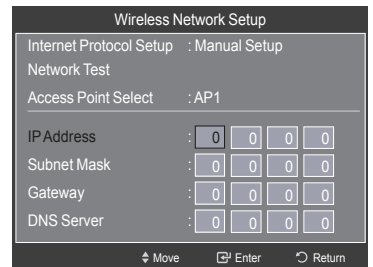 Wireless Network Setup
Internet Protocol Setup : Manual Setup
Network Test
Access Point Select : AP1
IP Address : 0 0 0 0
Subnet Mask : 0 0 0 0
Gateway : 0 0 0 0
DNS Server : 0 0 0 0
Move Enter Return